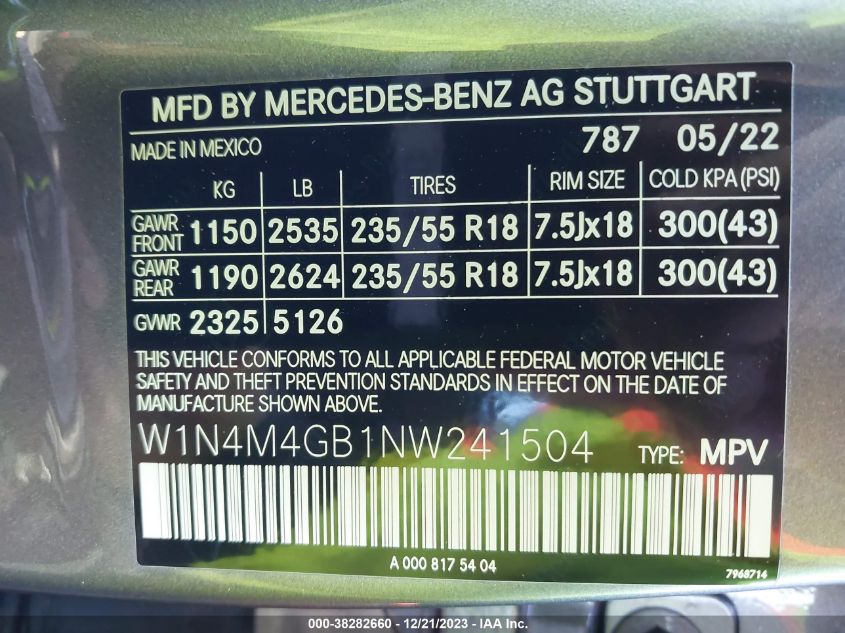 MFD BY MERCEDES-BENZ AG STUTTGART
MADE IN MEXICO 787 05/22
KG LB TIRES RIM SIZE COLD KPA (PSI)
GAWR FRONT 1150 2535 235/55 R18 7.5Jx18 300(43)
GAWR REAR 1190 2624 235/55 R18 7.5Jx18 300(43)
GVWR 2325 5126
THIS VEHICLE CONFORMS TO ALL APPLICABLE FEDERAL MOTOR VEHICLE
SAFETY AND THEFT PREVENTION STANDARDS IN EFFECT ON THE DATE OF
MANUFACTURE SHOWN ABOVE.
W1N4M4GB1NW241504 TYPE: MPV
A 000 817 54 04
7968714
000-38282660 - 12/21/2023 - IAA Inc.